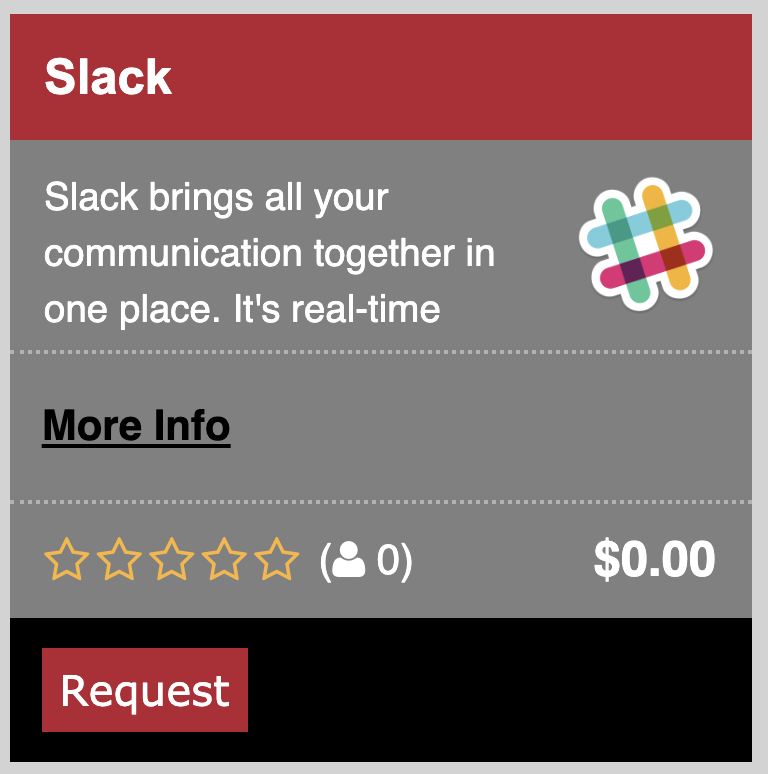 Slack
Slack brings all your
communication together in
one place. It's real-time
More Info
( 0)
$0.00
Request